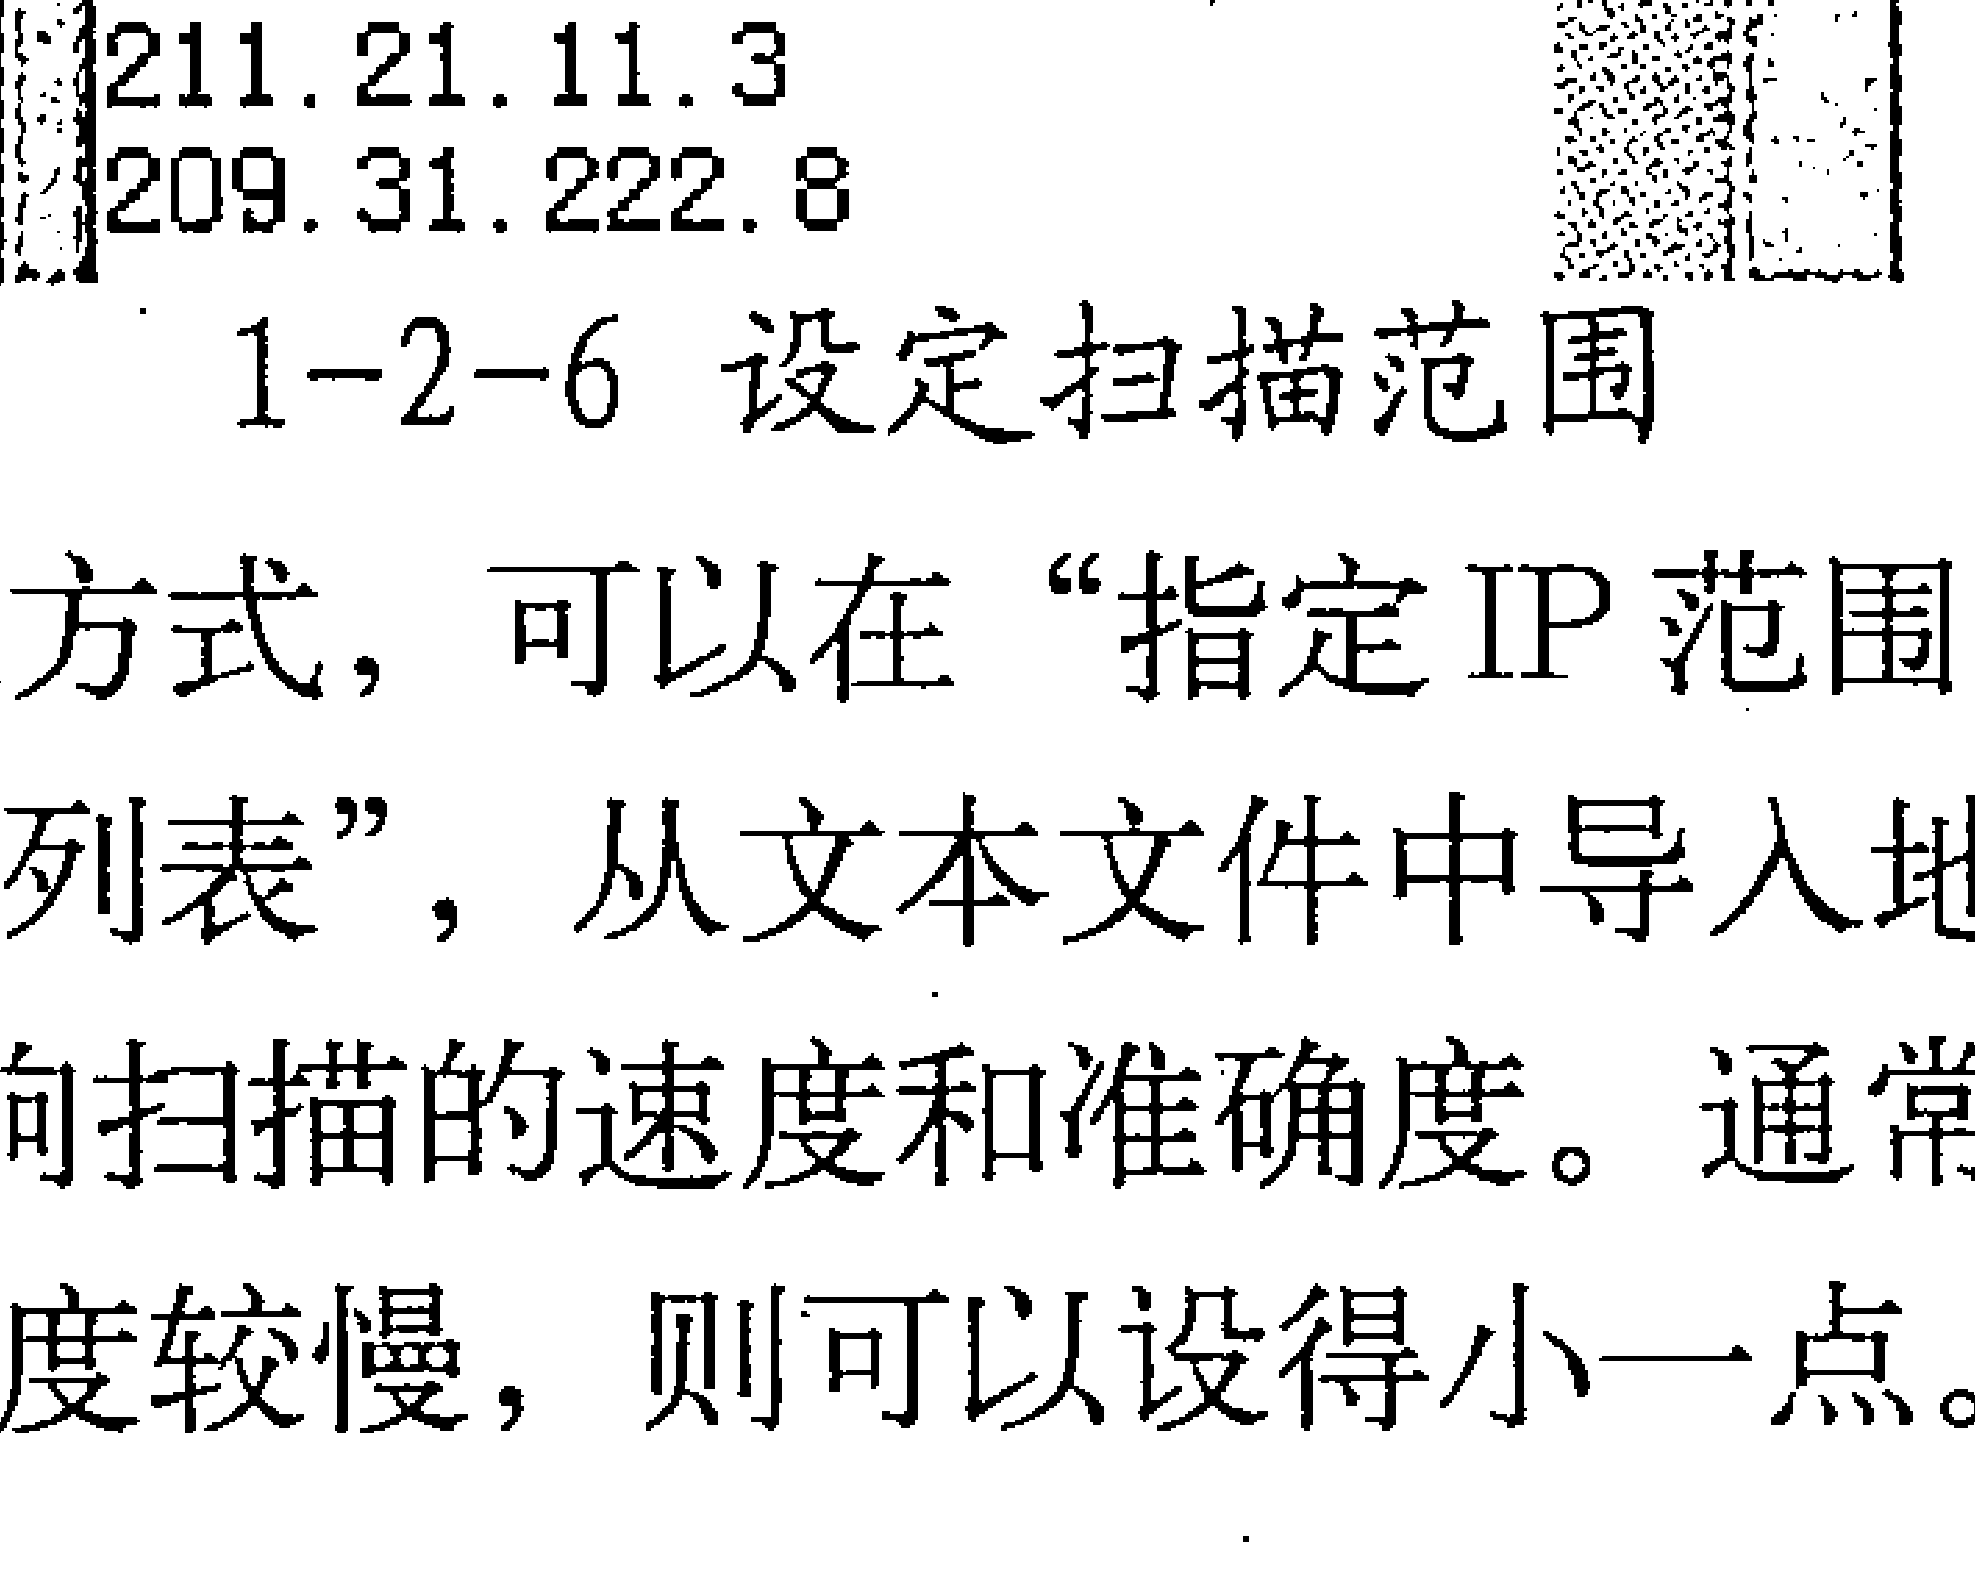 211.21.11.3
209.31.222.8
1-2-6 设定扫描范围
方式，可以在“指定 IP 范围
列表”，从文本文件中导入地
向扫描的速度和准确度。通常
度较慢，则可以设得小一点。